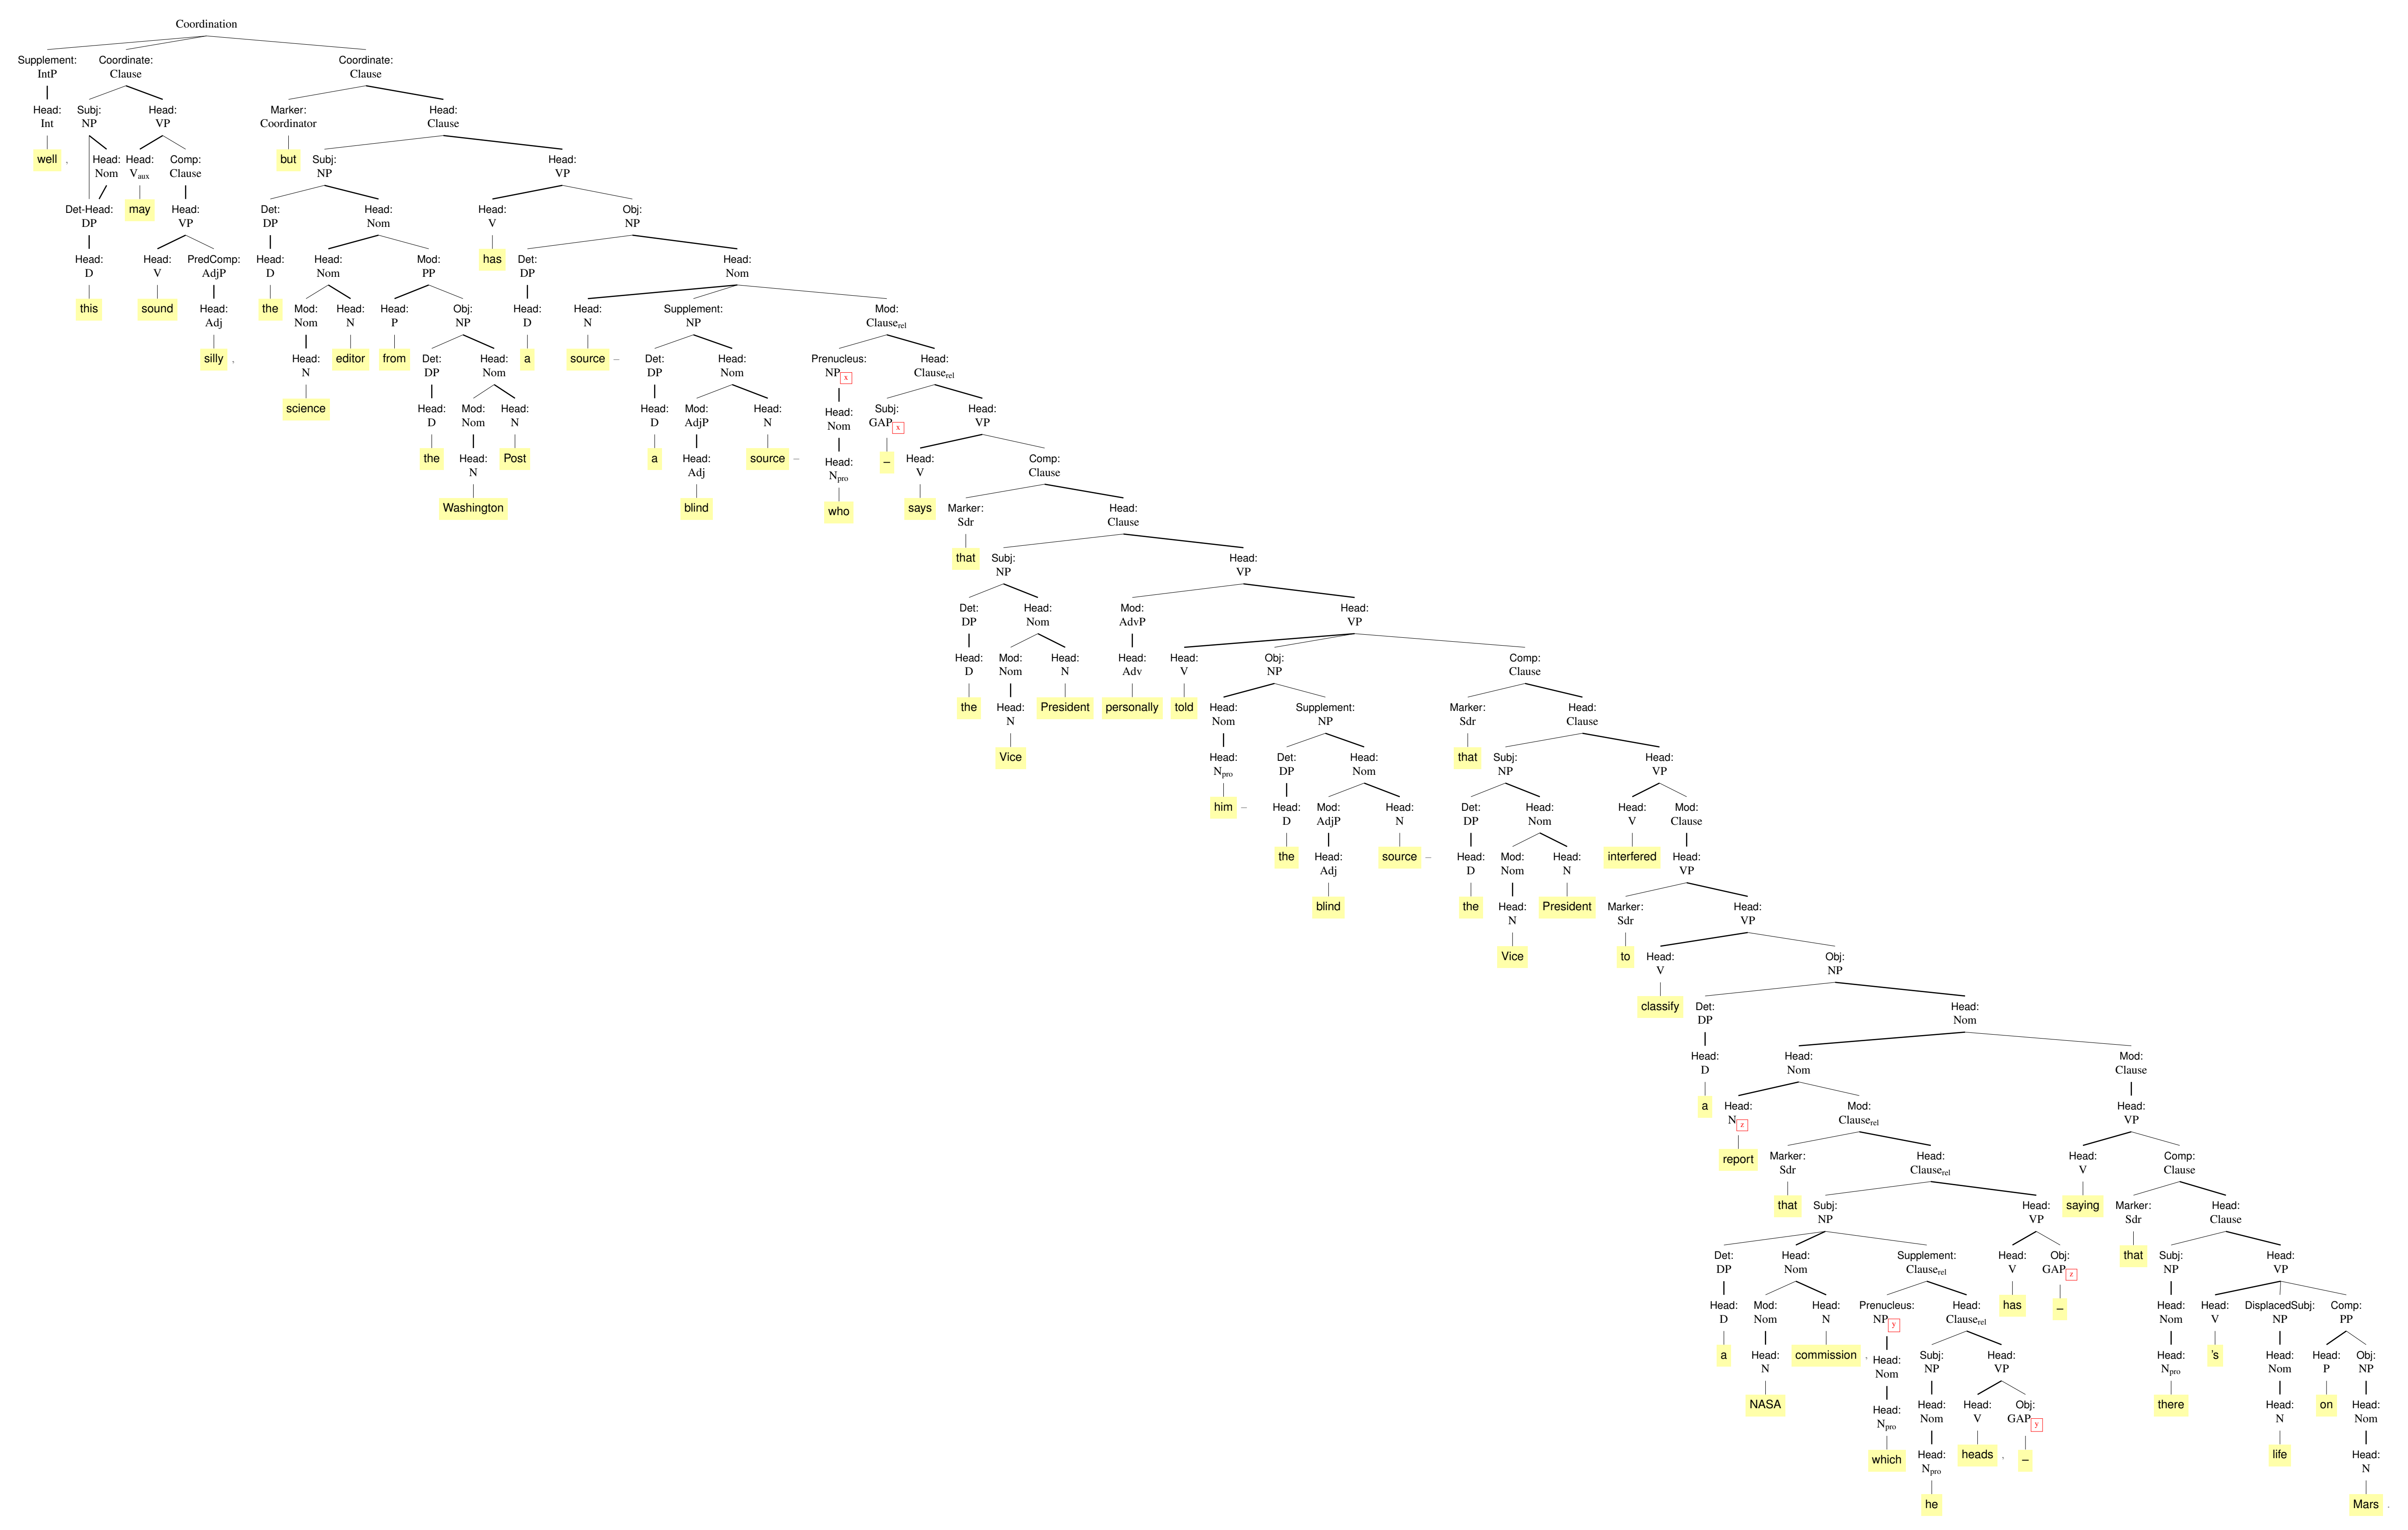 Coordination
Supplement: Coordinate: Coordinate:
IntP Clause Clause
Head: Subj: Head: Marker: Head:
Int NP VP Coordinator Clause
well , Head: Head: Comp: but Subj: Head:
Nom Vaux Clause NP VP
Det-Head: may Head: Det: Head: Head: Obj:
DP VP DP Nom V NP
Head: Head: PredComp: Head: Head: Mod: has Det: Head:
D V AdjP D Nom PP DP Nom
this sound Head: the Mod: Head: Head: Obj: Head: Head: Supplement: Mod:
Adj Nom N P NP D N NP Clauserel
silly , Head: editor from Det: Head: a source – Det: Head: Prenucleus: Head:
N DP Nom DP Nom NP x Clauserel
science Head: Mod: Head: Head: Mod: Head: Head: Subj: Head:
D Nom N D AdjP N Nom GAP x VP
the Head: Post a Head: source – Head: – Head: Comp:
N Adj Npro V Clause
Washington blind who says Marker: Head:
Sdr Clause
that Subj: Head:
NP VP
Det: Head: Mod: Head:
DP Nom AdvP VP
Head: Mod: Head: Head: Head: Obj: Comp:
D Nom N Adv V NP Clause
the Head: President personally told Head: Supplement: Marker: Head:
N Nom NP Sdr Clause
Vice Head: Det: Head: that Subj: Head:
Npro DP Nom NP VP
him – Head: Mod: Head: Det: Head: Head: Mod:
D AdjP N DP Nom V Clause
the Head: source – Head: Mod: Head: interfered Head:
Adj D Nom N VP
blind the Head: President Marker: Head:
N Sdr VP
Vice to Head: Obj:
V NP
classify Det: Head:
DP Nom
Head: Head: Mod:
D Nom Clause
a Head: Mod: Head:
N z Clauserel VP
report Marker: Head: Head: Comp:
Sdr Clauserel V Clause
that Subj: Head: saying Marker: Head:
NP VP Sdr Clause
Det: Head: Supplement: Head: Obj: that Subj: Head:
DP Nom Clauserel V GAP z NP VP
Head: Mod: Head: Prenucleus: Head: has – Head: Head: DisplacedSubj: Comp:
D Nom N NP y Clauserel Nom V NP PP
a Head: commission , Head: Subj: Head: Head: 's Head: Head: Obj:
N Nom NP VP Npro Nom P NP
NASA Head: Head: Head: Obj: there Head: on Head:
Npro Nom V GAP y N Nom
which Head: heads , – life Head:
Npro N
he Mars .